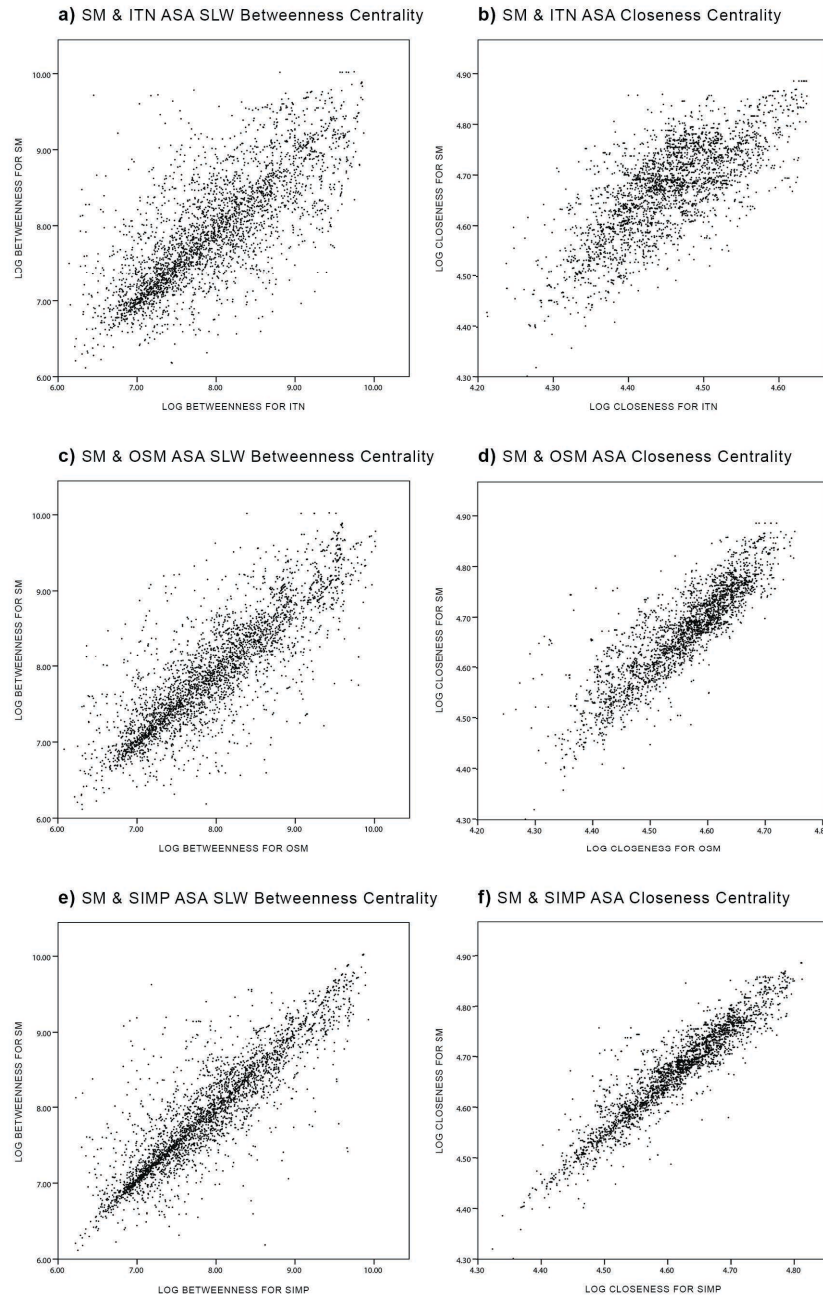 a) SM & ITN ASA SLW Betweenness Centrality
LOG BETWEENNESS FOR SM
10.00
9.00
8.00
7.00
6.00
6.00 7.00 8.00 9.00 10.00
LOG BETWEENNESS FOR ITN
b) SM & ITN ASA Closeness Centrality
LOG CLOSENESS FOR SM
4.90
4.80
4.70
4.60
4.50
4.40
4.30
4.20 4.30 4.40 4.50 4.60
LOG CLOSENESS FOR ITN
c) SM & OSM ASA SLW Betweenness Centrality
LOG BETWEENNESS FOR SM
10.00
9.00
8.00
7.00
6.00
6.00 7.00 8.00 9.00 10.00
LOG BETWEENNESS FOR OSM
d) SM & OSM ASA Closeness Centrality
LOG CLOSENESS FOR SM
4.90
4.80
4.70
4.60
4.50
4.40
4.30
4.20 4.30 4.40 4.50 4.60 4.70
LOG CLOSENESS FOR OSM
e) SM & SIMP ASA SLW Betweenness Centrality
LOG BETWEENNESS FOR SM
10.00
9.00
8.00
7.00
6.00
6.00 7.00 8.00 9.00 10.00
LOG BETWEENNESS FOR SIMP
f) SM & SIMP ASA Closeness Centrality
LOG CLOSENESS FOR SM
4.90
4.80
4.70
4.60
4.50
4.40
4.30
4.30 4.40 4.50 4.60 4.70 4.80
LOG CLOSENESS FOR SIMP